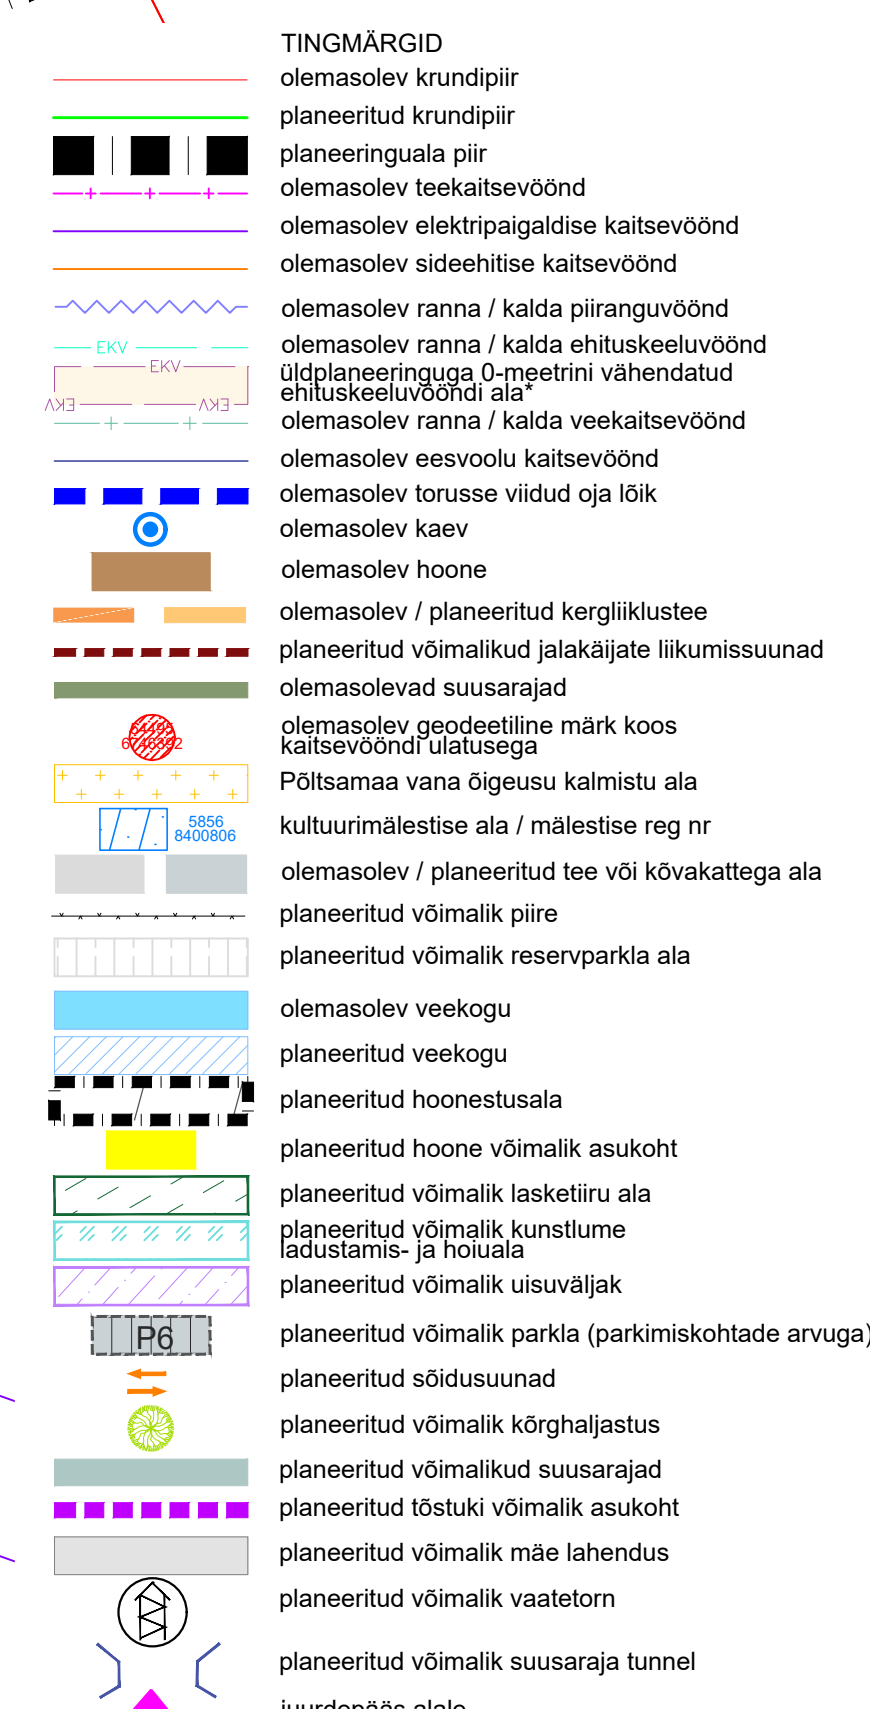 TINGMÄRGID
olemasolev krundipiir
planeeritud krundipiir
planeeringuala piir
olemasolev teekaitsevöönd
olemasolev elektripaigaldise kaitsevöönd
olemasolev sideehitise kaitsevöönd
olemasolev ranna / kalda piiranguvöönd
EKV olemasolev ranna / kalda ehituskeeluvöönd
EKV üldplaneeringuga 0-meetrini vähendatud
EKV EKV ehituskeeluvööndi ala*
olemasolev ranna / kalda veekaitsevöönd
olemasolev eesvoolu kaitsevöönd
olemasolev torusse viidud oja lõik
olemasolev kaev
olemasolev hoone
olemasolev / planeeritud kergliiklustee
planeeritud võimalikud jalakäijate liikumissuunad
olemasolevad suusarajad
54495 olemasolev geodeetiline märk koos
6746392 kaitsevööndi ulatusega
Põltsamaa vana õigeusu kalmistu ala
5856
8400806 kultuurimälestise ala / mälestise reg nr
olemasolev / planeeritud tee või kõvakattega ala
planeeritud võimalik piire
planeeritud võimalik reservparkla ala
olemasolev veekogu
planeeritud veekogu
planeeritud hoonestusala
planeeritud hoone võimalik asukoht
planeeritud võimalik lasketiiru ala
planeeritud võimalik kunstlume
ladustamis- ja hoiuala
planeeritud võimalik uisuväljak
P6 planeeritud võimalik parkla (parkimiskohtade arvuga)
planeeritud sõidusuunad
planeeritud võimalik kõrghaljastus
planeeritud võimalikud suusarajad
planeeritud tõstuki võimalik asukoht
planeeritud võimalik mäe lahendus
planeeritud võimalik vaatetorn
planeeritud võimalik suusaraja tunnel
juurdepääs alale